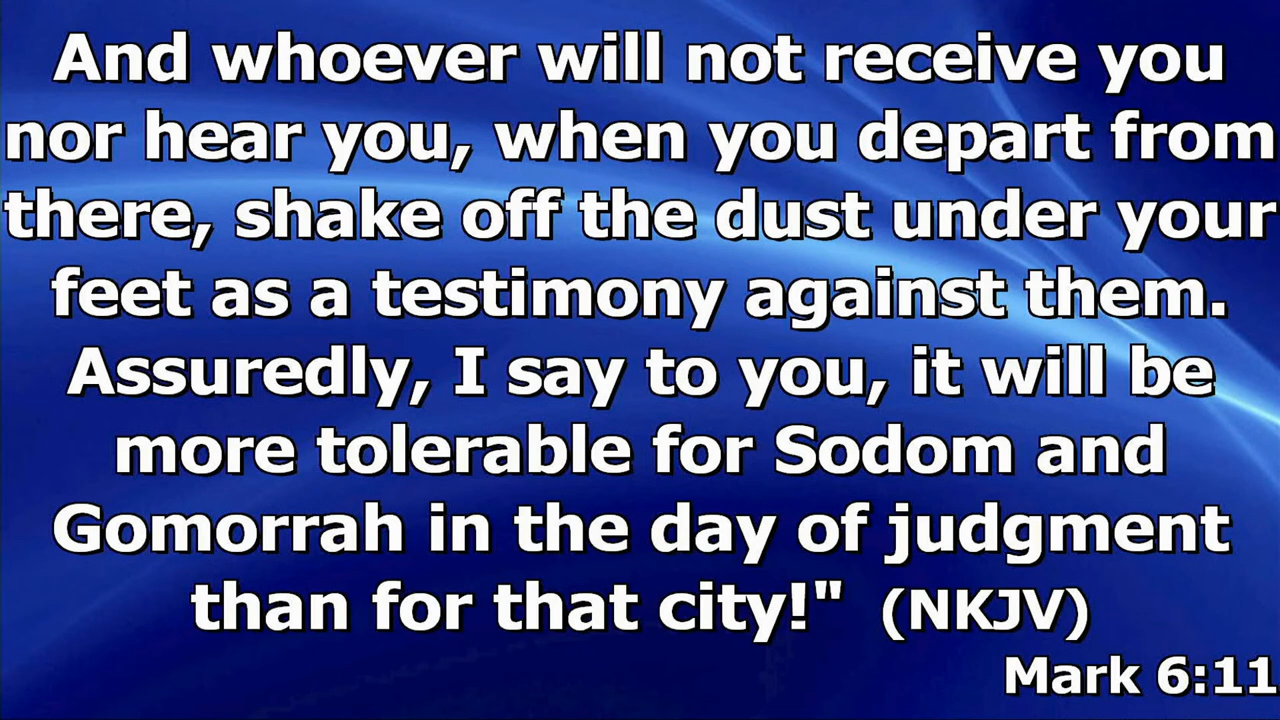 And whoever will not receive you
nor hear you, when you depart from
there, shake off the dust under your
feet as a testimony against them.
Assuredly, I say to you, it will be
more tolerable for Sodom and
Gomorrah in the day of judgment
than for that city!" (NKJV)
Mark 6:11